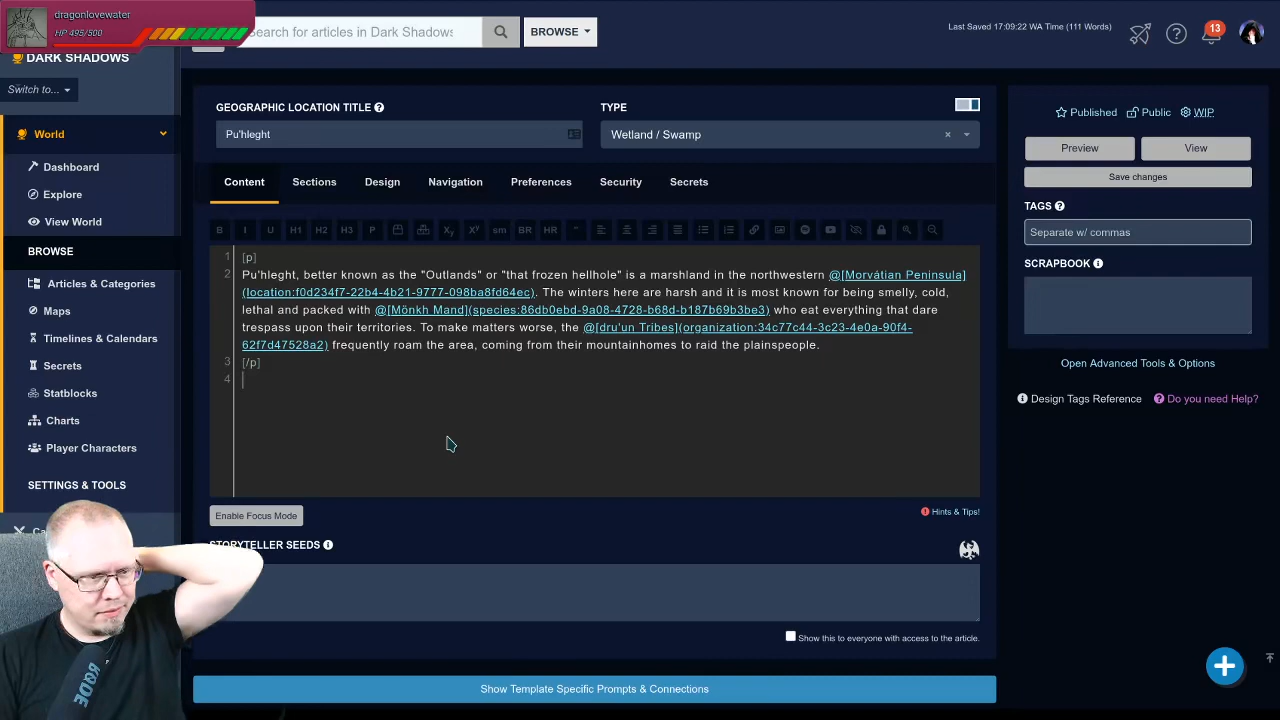 dragonlovewater
HP 495/500
Search for articles in Dark Shadows
BROWSE
Last Saved 17:09:22 WA Time (111 Words)
13
DARK SHADOWS
Switch to...
World
Dashboard
Explore
View World
BROWSE
Articles & Categories
Maps
Timelines & Calendars
Secrets
Statblocks
Charts
Player Characters
SETTINGS & TOOLS
Ca
GEOGRAPHIC LOCATION TITLE
Pu'hleght
TYPE
Wetland / Swamp
Content Sections Design Navigation Preferences Security Secrets
B I U H1 H2 H3 P Xy X^y sm BR HR "
1 [p]
2 Pu'hleght, better known as the "Outlands" or "that frozen hellhole" is a marshland in the northwestern @[Morvátian Peninsula]
(location:f0d234f7-22b4-4b21-9777-098ba8fd64ec). The winters here are harsh and it is most known for being smelly, cold,
lethal and packed with @[Mönkh Mand](species:86db0ebd-9a08-4728-b68d-b187b69b3be3) who eat everything that dare
trespass upon their territories. To make matters worse, the @[dru'un Tribes](organization:34c77c44-3c23-4e0a-90f4-
62f7d47528a2) frequently roam the area, coming from their mountainhomes to raid the plainspeople.
3 [/p]
4
Enable Focus Mode
Hints & Tips!
STORYTELLER SEEDS
Show this to everyone with access to the article.
Show Template Specific Prompts & Connections
Published Public WIP
Preview View
Save changes
TAGS
Separate w/ commas
SCRAPBOOK
Open Advanced Tools & Options
Design Tags Reference Do you need Help?
RØDE